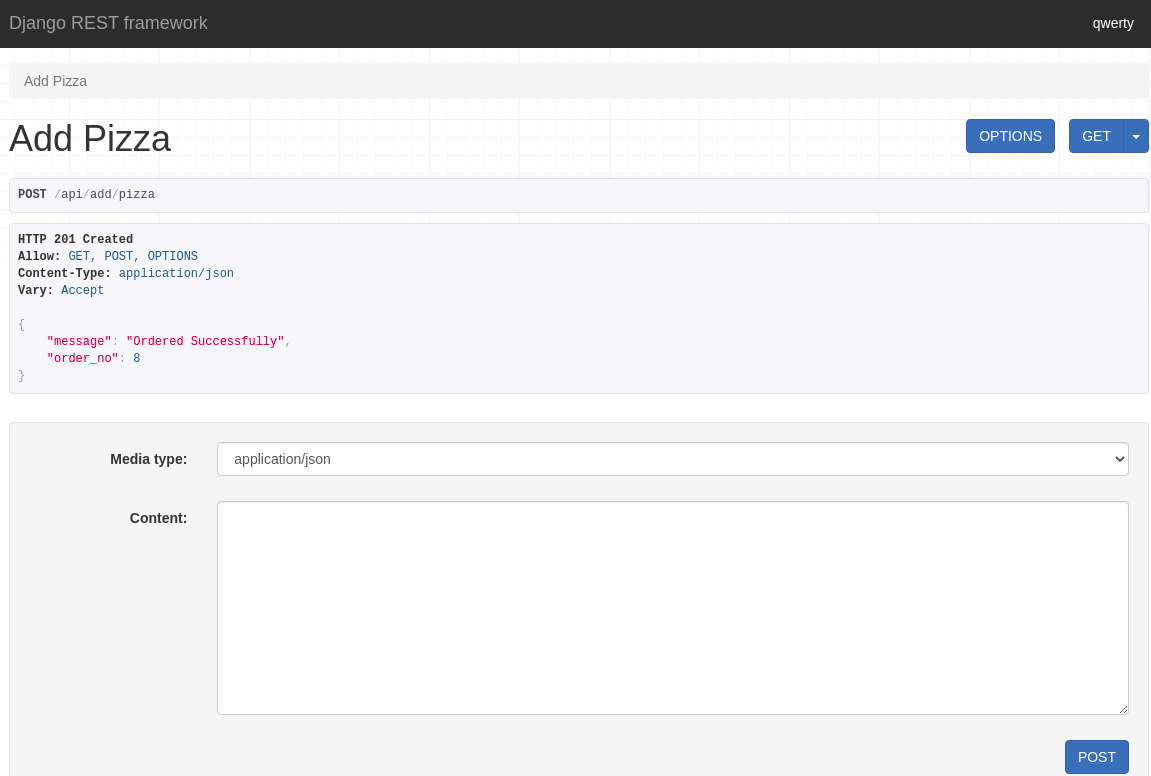 Django REST framework
qwerty
Add Pizza
Add Pizza
OPTIONS
GET
POST /api/add/pizza
HTTP 201 Created
Allow: GET, POST, OPTIONS
Content-Type: application/json
Vary: Accept
{
    "message": "Ordered Successfully",
    "order_no": 8
}
Media type:
application/json
Content:
POST